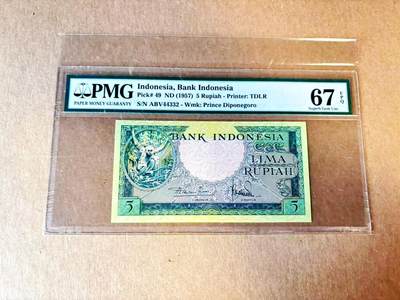 PMG
PAPER MONEY GUARANTY
Indonesia, Bank Indonesia
Pick# 49 ND (1957) 5 Rupiah - Printer: TDLR
S/N ABV44332 - Wmk: Prince Diponegoro
67 EPQ
Superb Gem Unc
BANK INDONESIA
LIMA
RUPIAH
5
5